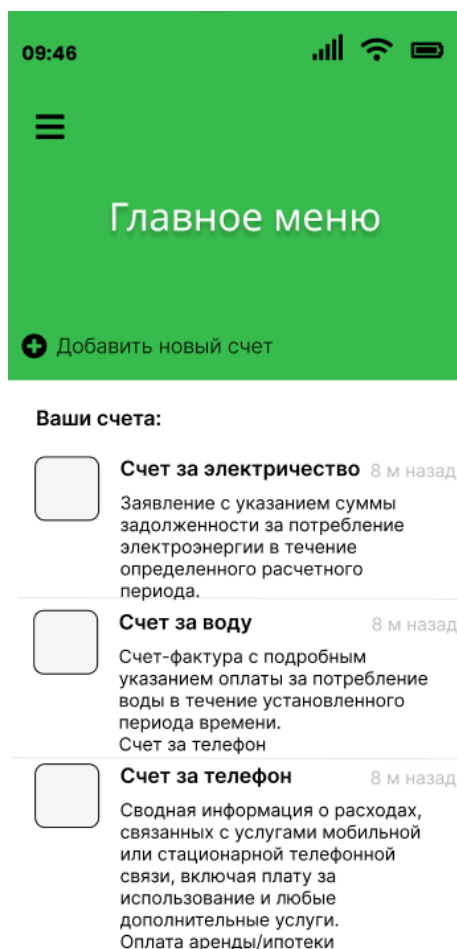 09:46
Главное меню
Добавить новый счет
Ваши счета:
Счет за электричество 8 м назад
Заявление с указанием суммы
задолженности за потребление
электроэнергии в течение
определенного расчетного
периода.
Счет за воду 8 м назад
Счет-фактура с подробным
указанием оплаты за потребление
воды в течение установленного
периода времени.
Счет за телефон
Счет за телефон 8 м назад
Сводная информация о расходах,
связанных с услугами мобильной
или стационарной телефонной
связи, включая плату за
использование и любые
дополнительные услуги.
Оплата аренды/ипотеки